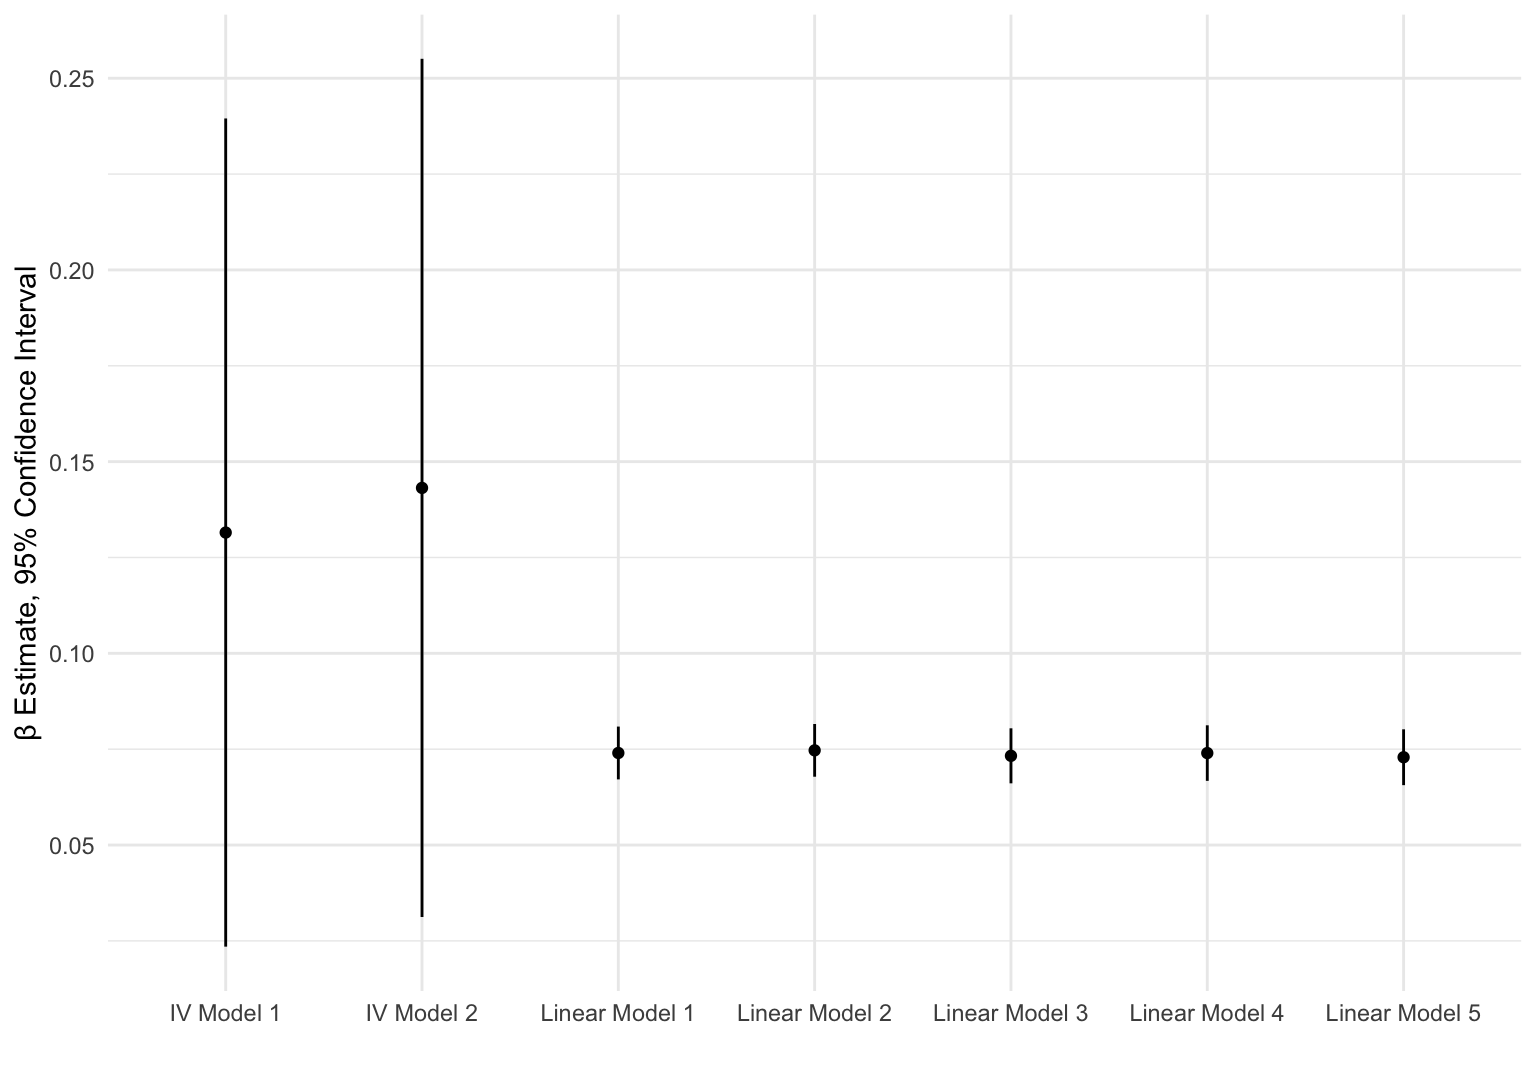 β Estimate, 95% Confidence Interval
0.25
0.20
0.15
0.10
0.05
IV Model 1
IV Model 2
Linear Model 1
Linear Model 2
Linear Model 3
Linear Model 4
Linear Model 5